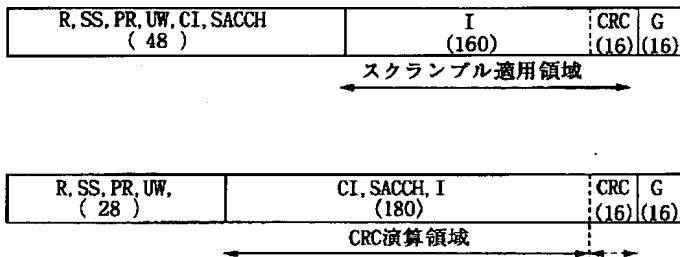 R, SS, PR, UW, CI, SACCH I CRC G
( 48 ) (160) (16) (16)
スクランブル適用領域
R, SS, PR, UW, CI, SACCH, I CRC G
( 28 ) (180) (16) (16)
CRC演算領域